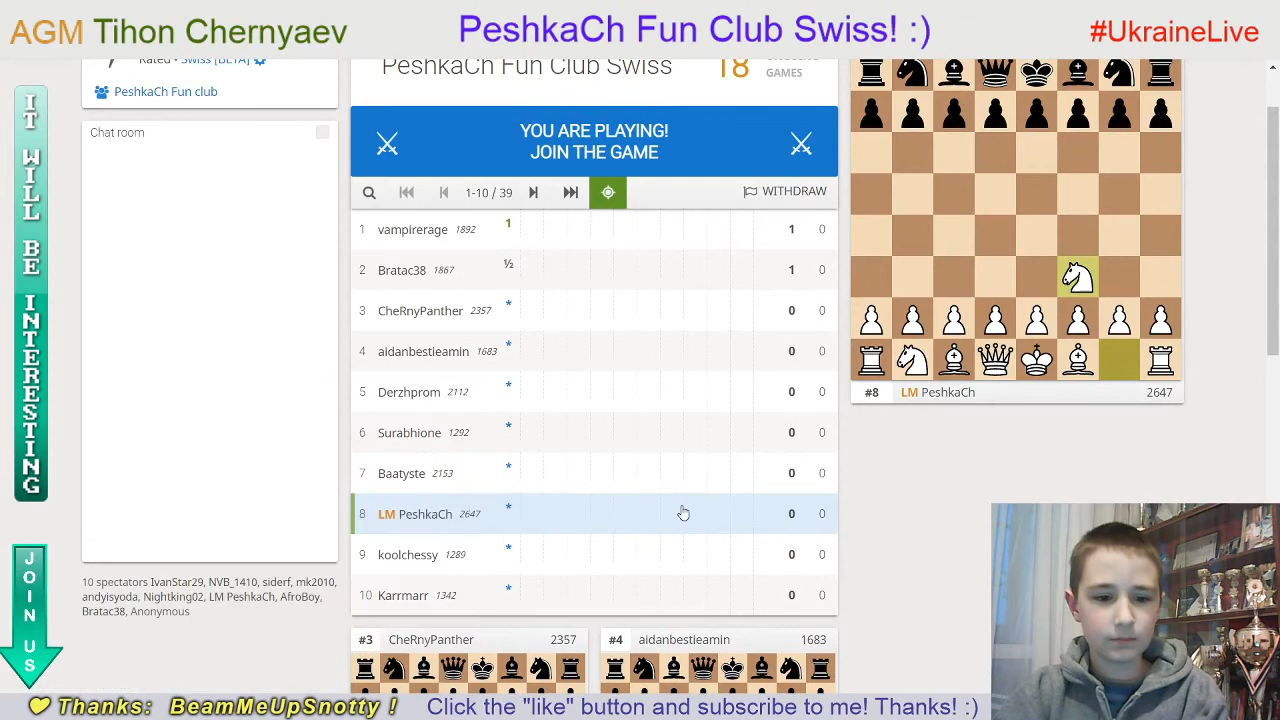 AGM Tihon Chernyaev
PeshkaCh Fun Club Swiss! :)
#UkraineLive
IT WILL BE INTERESTING
JOIN US
Rated • Swiss [BETA]
PeshkaCh Fun club
Chat room
10 spectators IvanStar29, NVB_1410, siderf, mk2010,
andyisyoda, Nightking02, LM PeshkaCh, AfroBoy,
Bratac38, Anonymous
PeshkaCh Fun Club Swiss
18
GAMES
YOU ARE PLAYING!
JOIN THE GAME
1-10 / 39
WITHDRAW
1 vampirerage 1892 1 1 0
2 Bratac38 1867 ½ 1 0
3 CheRnyPanther 2357 * 0 0
4 aidanbestieamin 1683 * 0 0
5 Derzhprom 2112 * 0 0
6 Surabhione 1292 * 0 0
7 Baatyste 2153 * 0 0
8 LM PeshkaCh 2647 * 0 0
9 koolchessy 1289 * 0 0
10 Karrmarr 1342 * 0 0
#3 CheRnyPanther 2357
#4 aidanbestieamin 1683
#8 LM PeshkaCh 2647
Thanks: BeamMeUpSnotty !
Click the "like" button and subscribe to me! Thanks! :)